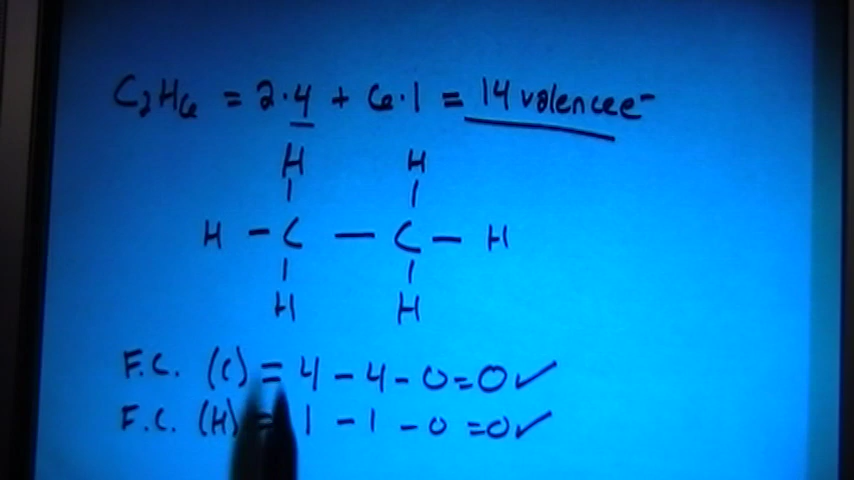 C₂H₆ = 2·4 + 6·1 = 14 valence e⁻
H H
H – C – C – H
H H
F.C. (C) = 4 – 4 – 0 = 0 ✓
F.C. (H) = 1 – 1 – 0 = 0 ✓